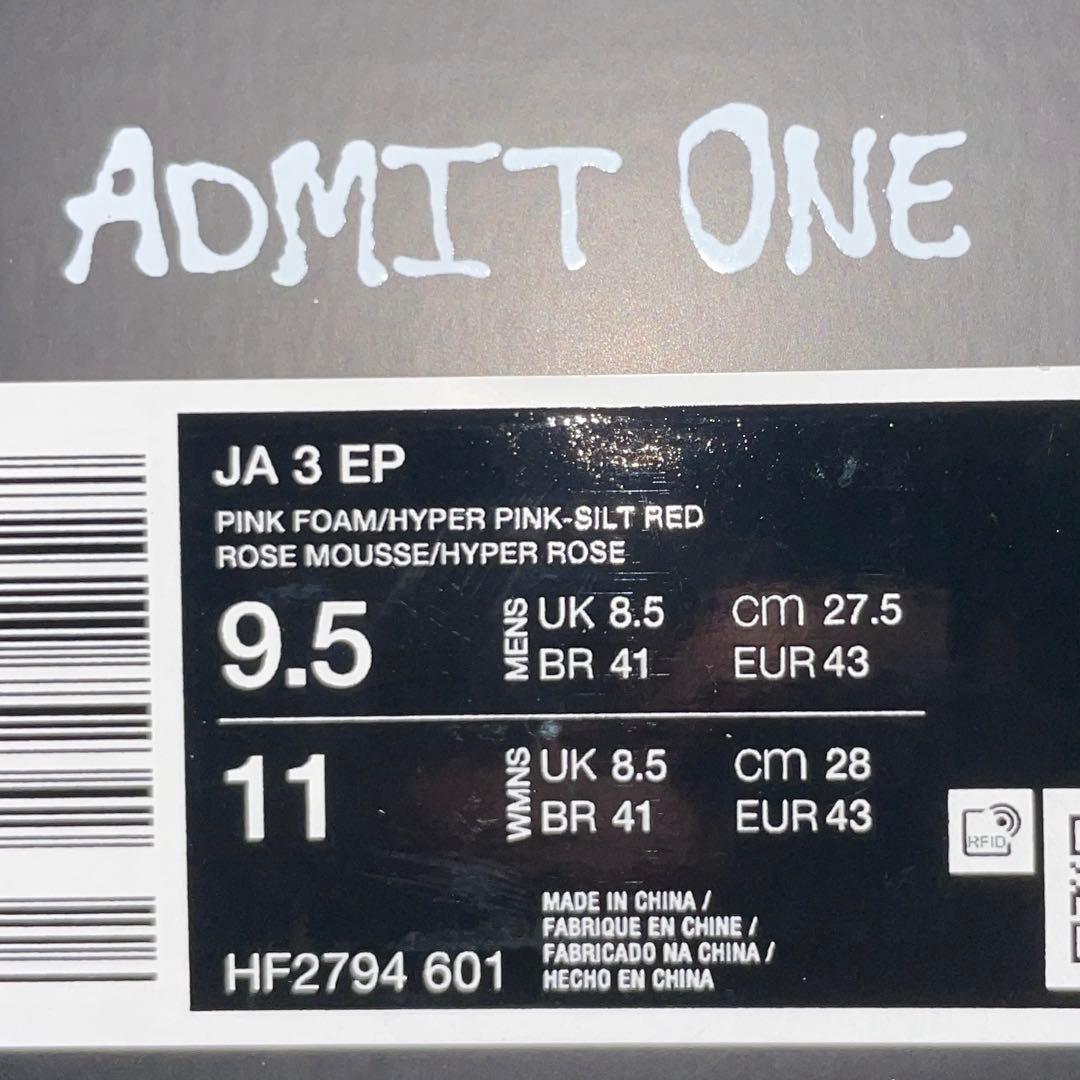 ADMIT ONE
JA 3 EP
PINK FOAM/HYPER PINK-SILT RED
ROSE MOUSSE/HYPER ROSE
9.5 MENS UK 8.5 cm 27.5
BR 41 EUR 43
11 WMNS UK 8.5 cm 28
BR 41 EUR 43
RFID
MADE IN CHINA /
FABRIQUE EN CHINE /
FABRICADO NA CHINA /
HECHO EN CHINA
HF2794 601